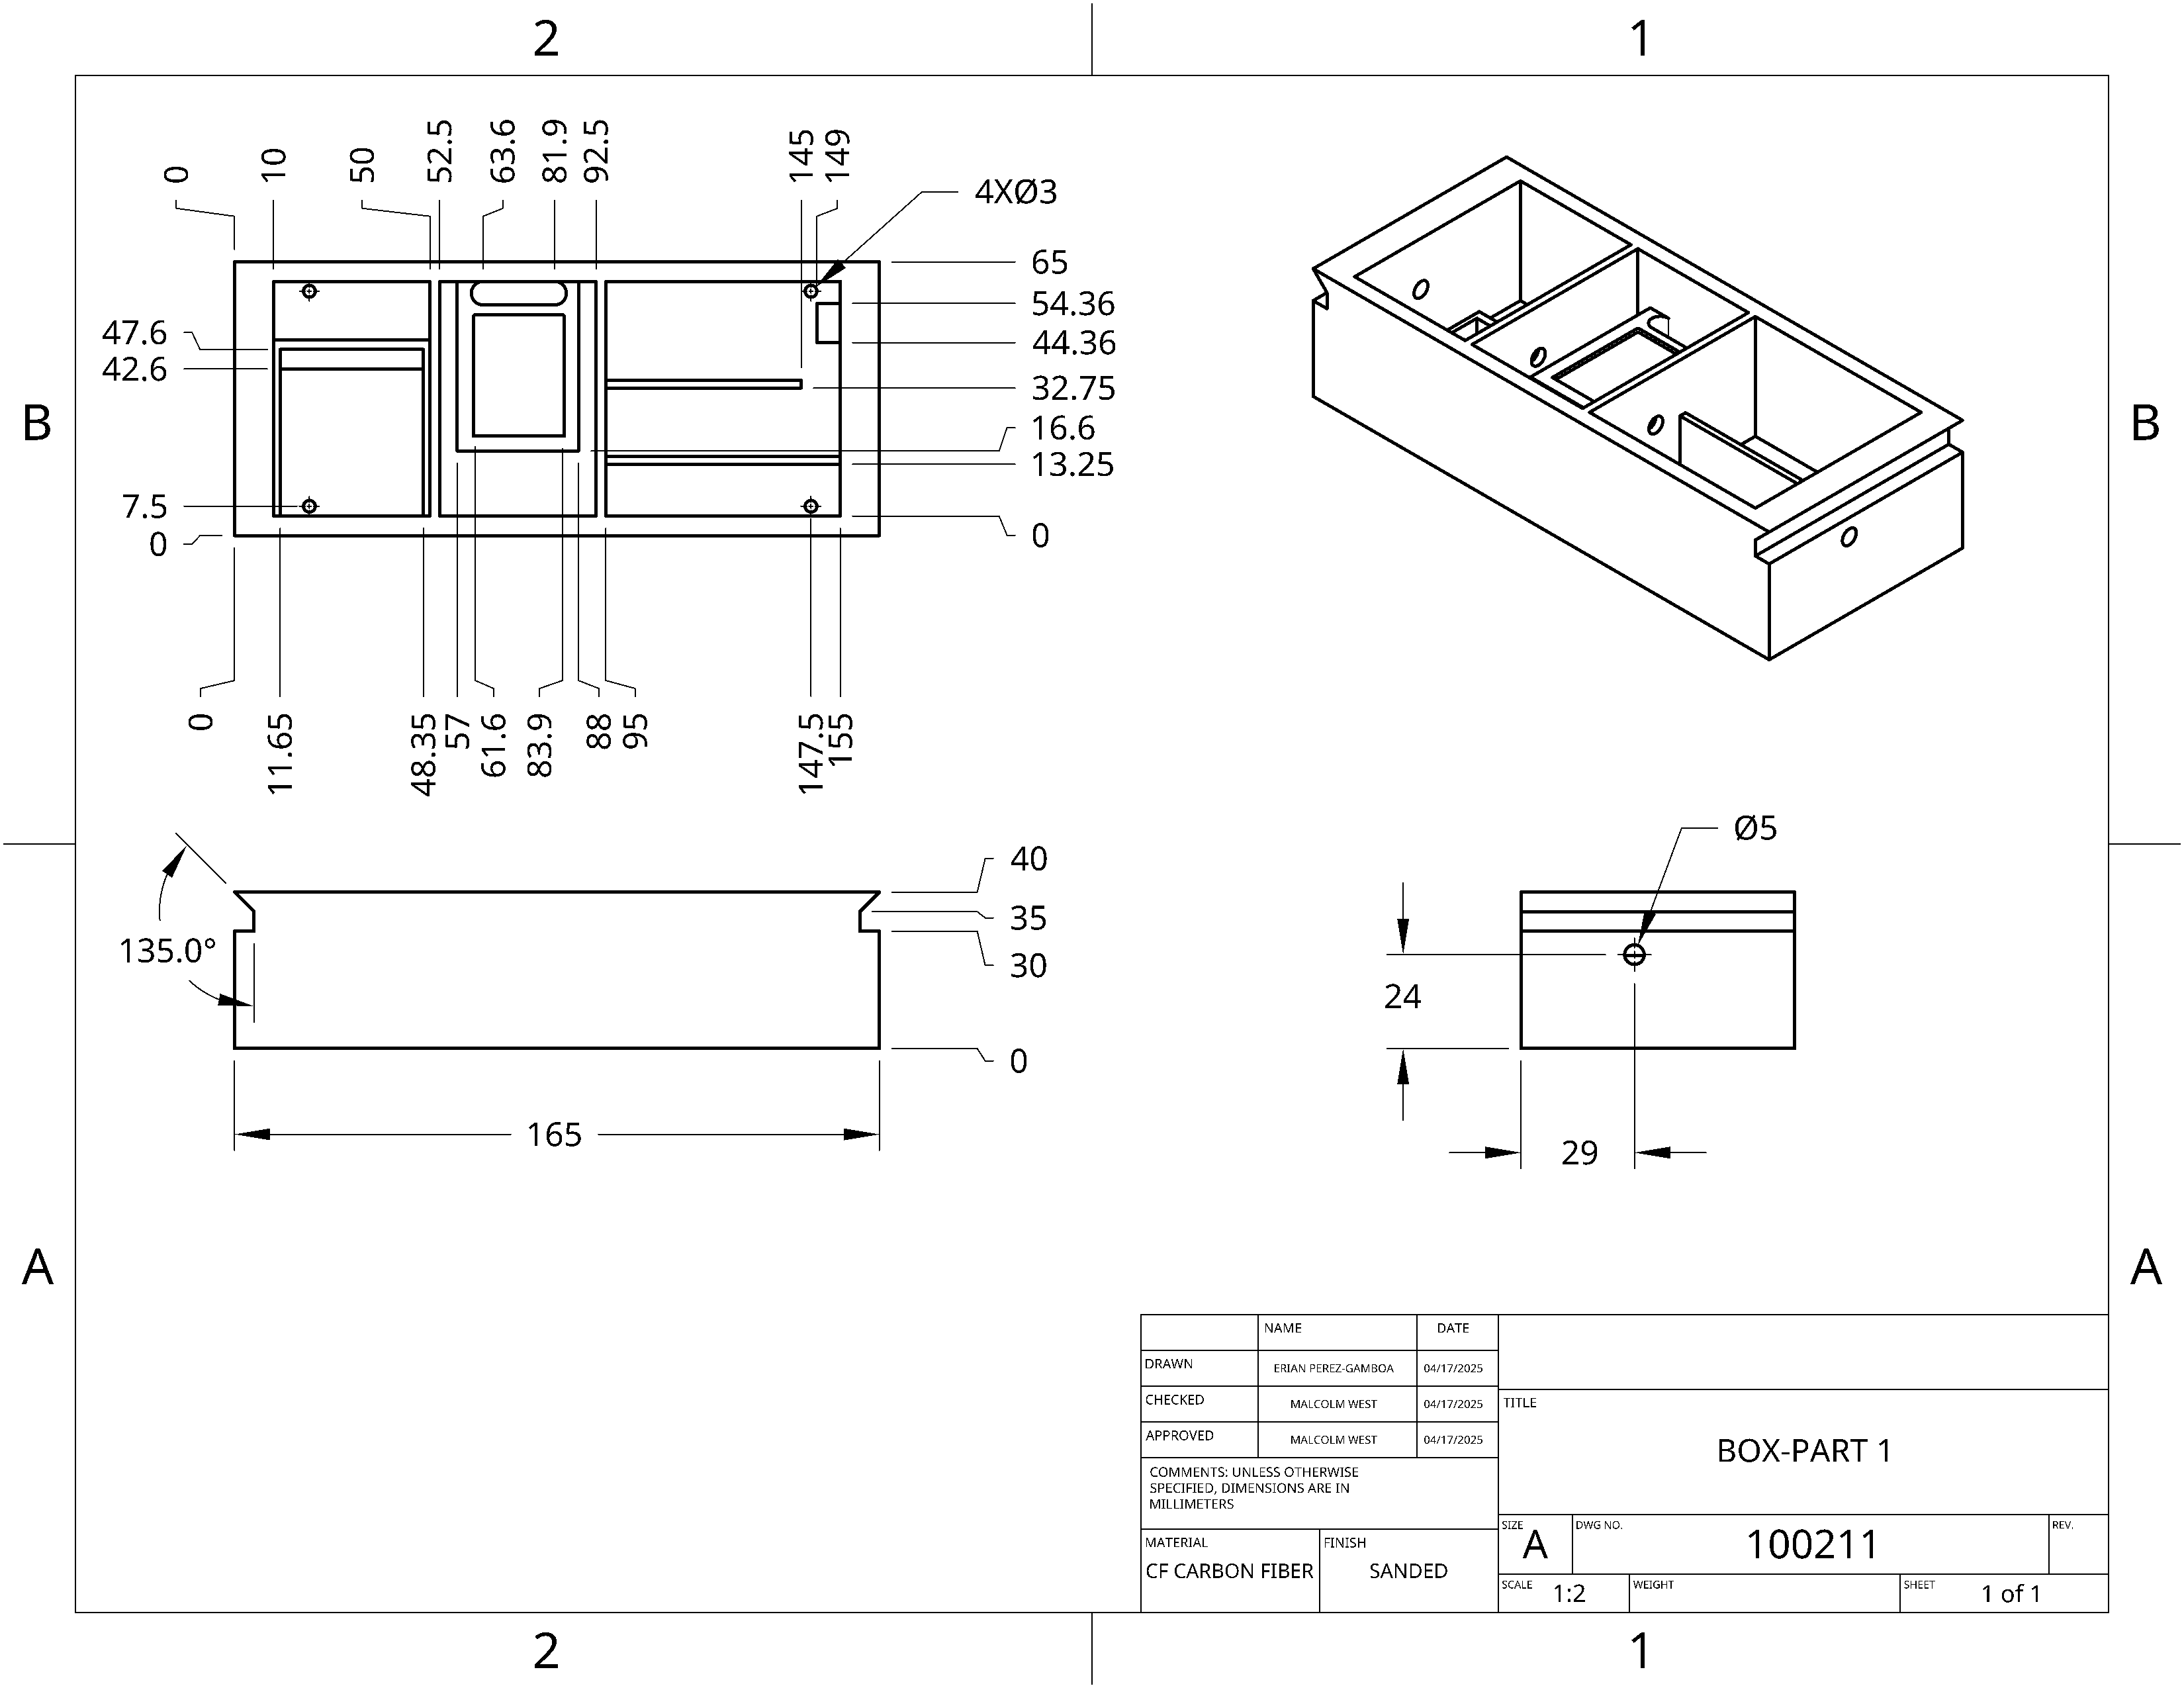 2
1
0
10
50
52.5
63.6
81.9
92.5
145
149
4XØ3
65
54.36
44.36
32.75
16.6
13.25
0
47.6
42.6
7.5
0
B
B
0
11.65
48.35
57
61.6
83.9
88
95
147.5
155
135.0°
40
35
30
0
165
Ø5
24
29
A
A
NAME
DATE
DRAWN
ERIAN PEREZ-GAMBOA
04/17/2025
CHECKED
MALCOLM WEST
04/17/2025
APPROVED
MALCOLM WEST
04/17/2025
COMMENTS: UNLESS OTHERWISE
SPECIFIED, DIMENSIONS ARE IN
MILLIMETERS
MATERIAL
CF CARBON FIBER
FINISH
SANDED
TITLE
BOX-PART 1
SIZE
A
DWG NO.
100211
REV.
SCALE
1:2
WEIGHT
SHEET
1 of 1
2
1